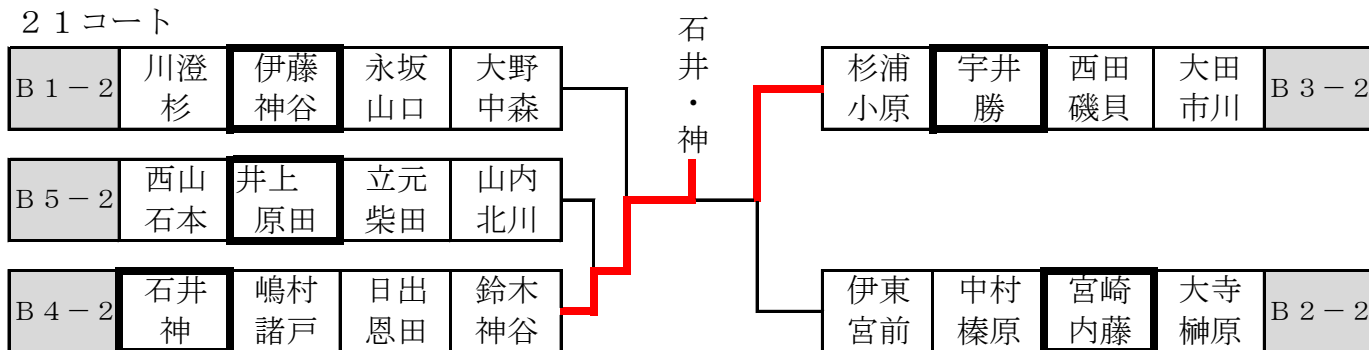 ２１コート
石井・神
Ｂ１－２ 川澄 伊藤 永坂 大野
杉 神谷 山口 中森
杉浦 宇井 西田 大田 Ｂ３－２
小原 勝 磯貝 市川
Ｂ５－２ 西山 井上 立元 山内
石本 原田 柴田 北川
Ｂ４－２ 石井 嶋村 日出 鈴木
神 諸戸 恩田 神谷
伊東 中村 宮崎 大寺 Ｂ２－２
宮前 榛原 内藤 榊原